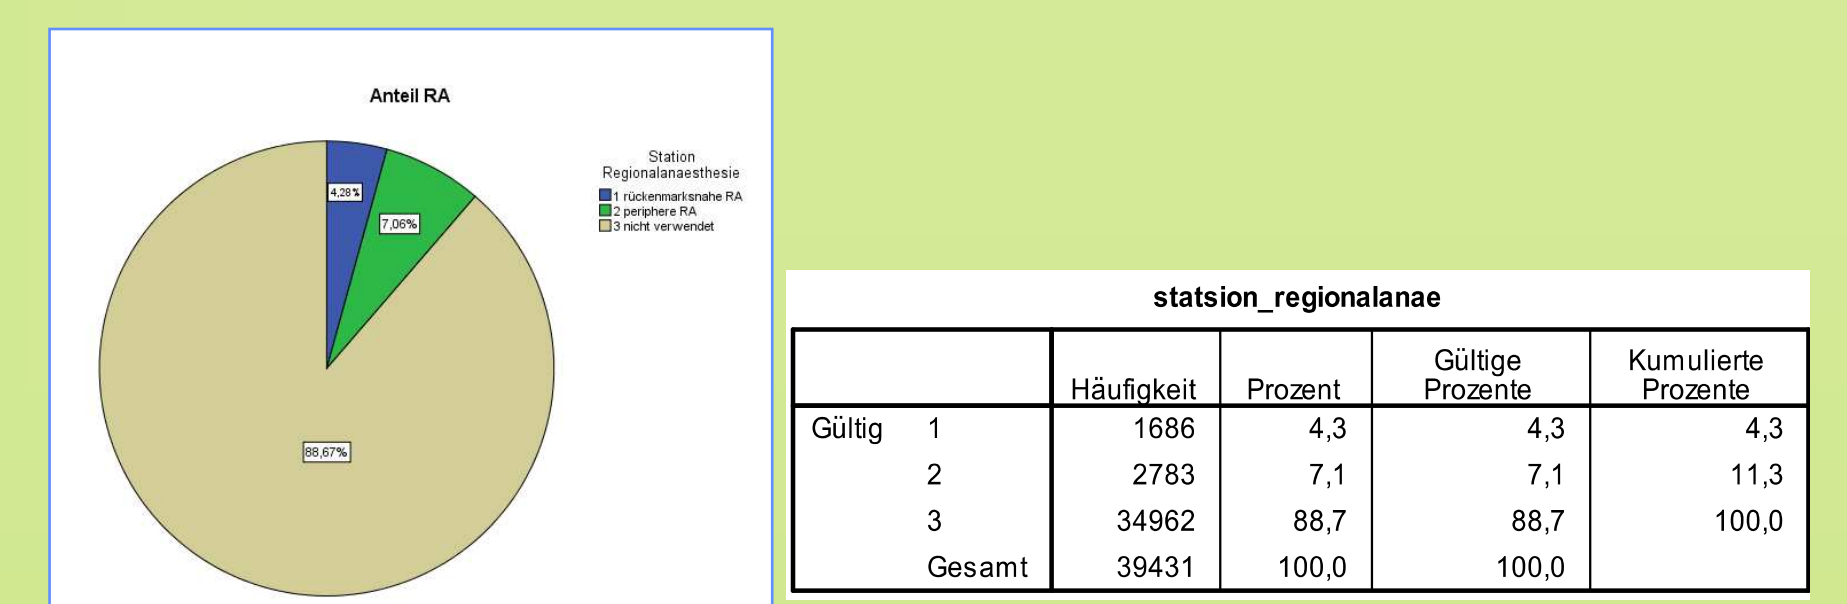 Anteil RA
Station
Regionalanaesthesie
1 rückenmarksnahe RA
2 periphere RA
3 nicht verwendet
4,28%
7,06%
88,67%
statsion_regionalanae
Häufigkeit Prozent Gültige Prozente Kumulierte Prozente
Gültig 1 1686 4,3 4,3 4,3
2 2783 7,1 7,1 11,3
3 34962 88,7 88,7 100,0
Gesamt 39431 100,0 100,0